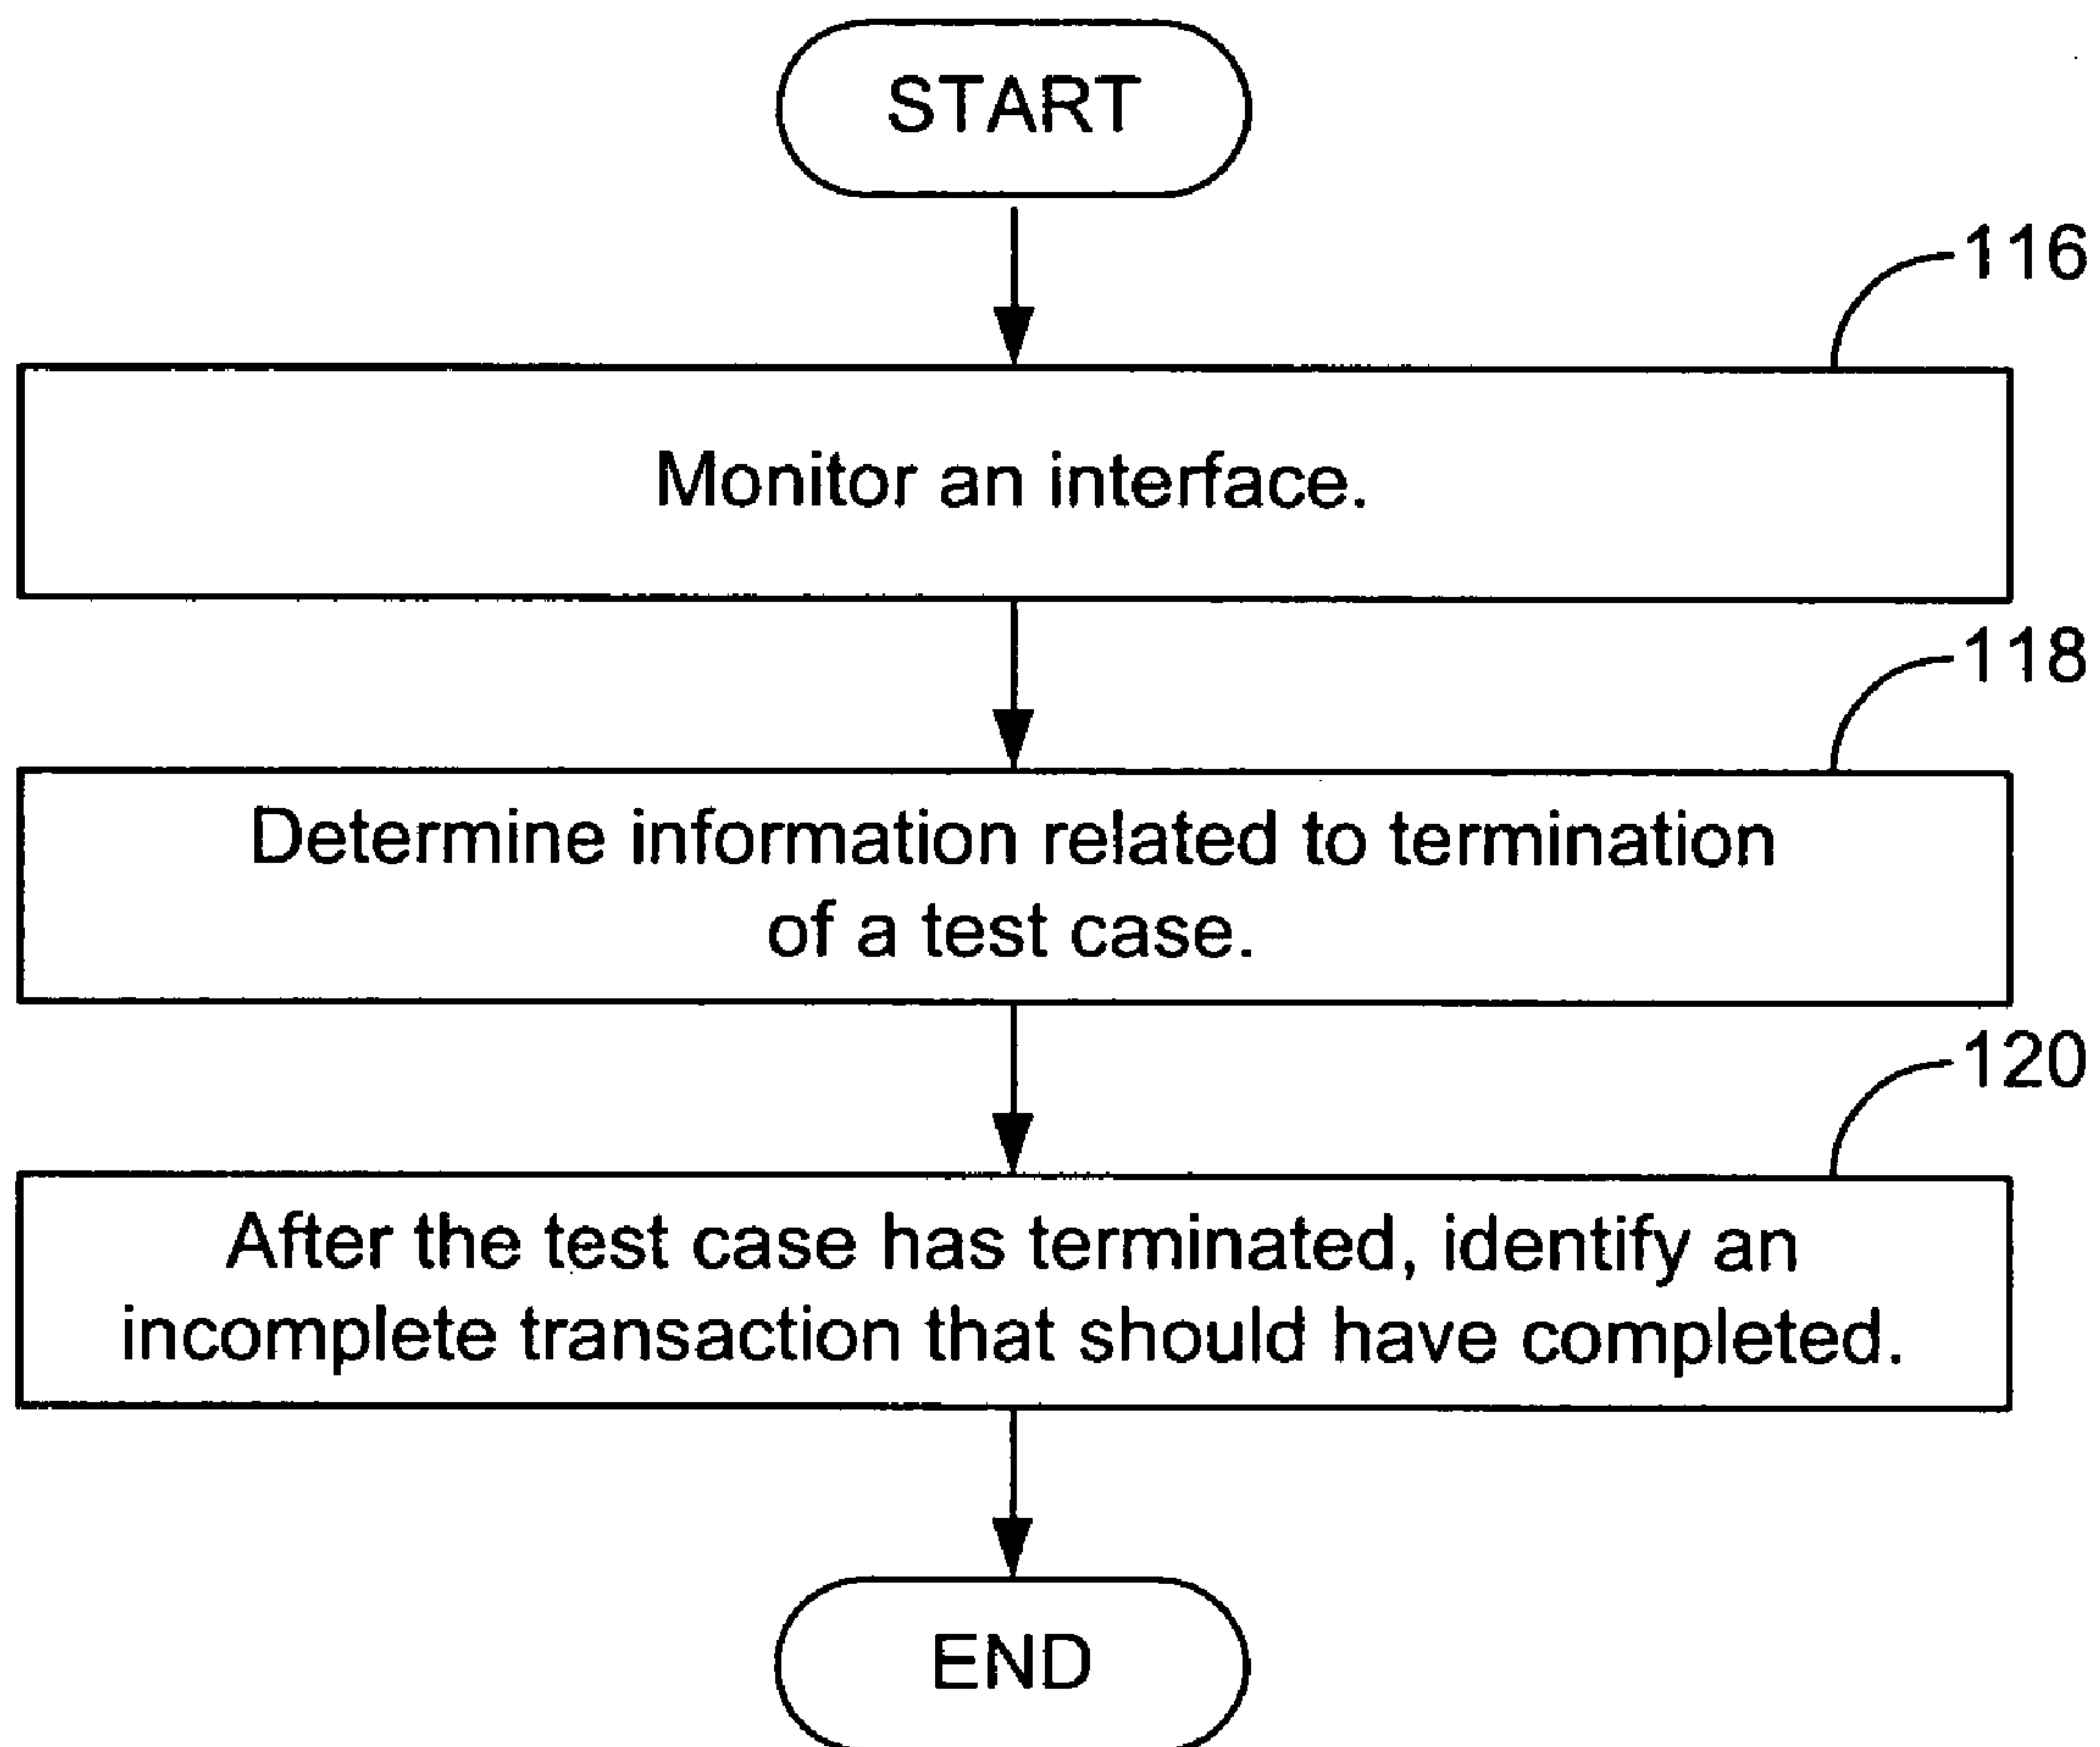 START
116
Monitor an interface.
118
Determine information related to termination
of a test case.
120
After the test case has terminated, identify an
incomplete transaction that should have completed.
END